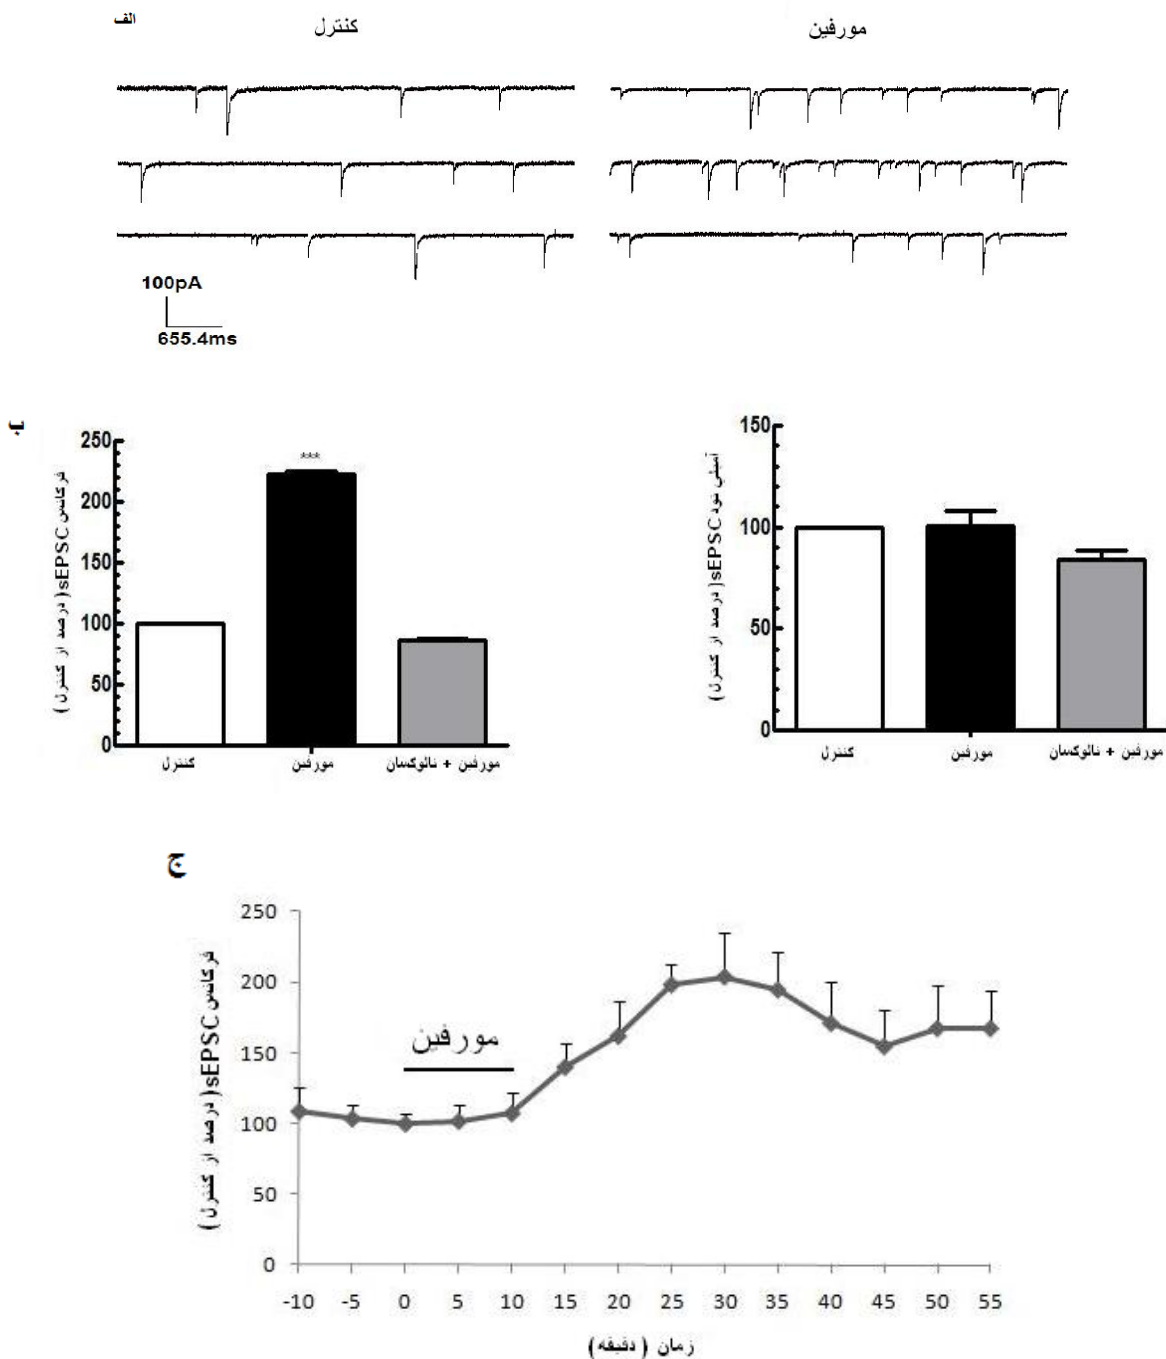 الف
کنترل
مورفین
100pA
655.4ms
ب
فرکانس sEPSC (درصد از کنترل)
250
200
150
100
50
0
***
کنترل
مورفین
مورفین + نالوکسان
آمپلی تود sEPSC (درصد از کنترل)
150
100
50
0
کنترل
مورفین
مورفین + نالوکسان
ج
فرکانس sEPSC (درصد از کنترل)
250
200
150
100
50
0
مورفین
-10 -5 0 5 10 15 20 25 30 35 40 45 50 55
زمان (دقیقه)